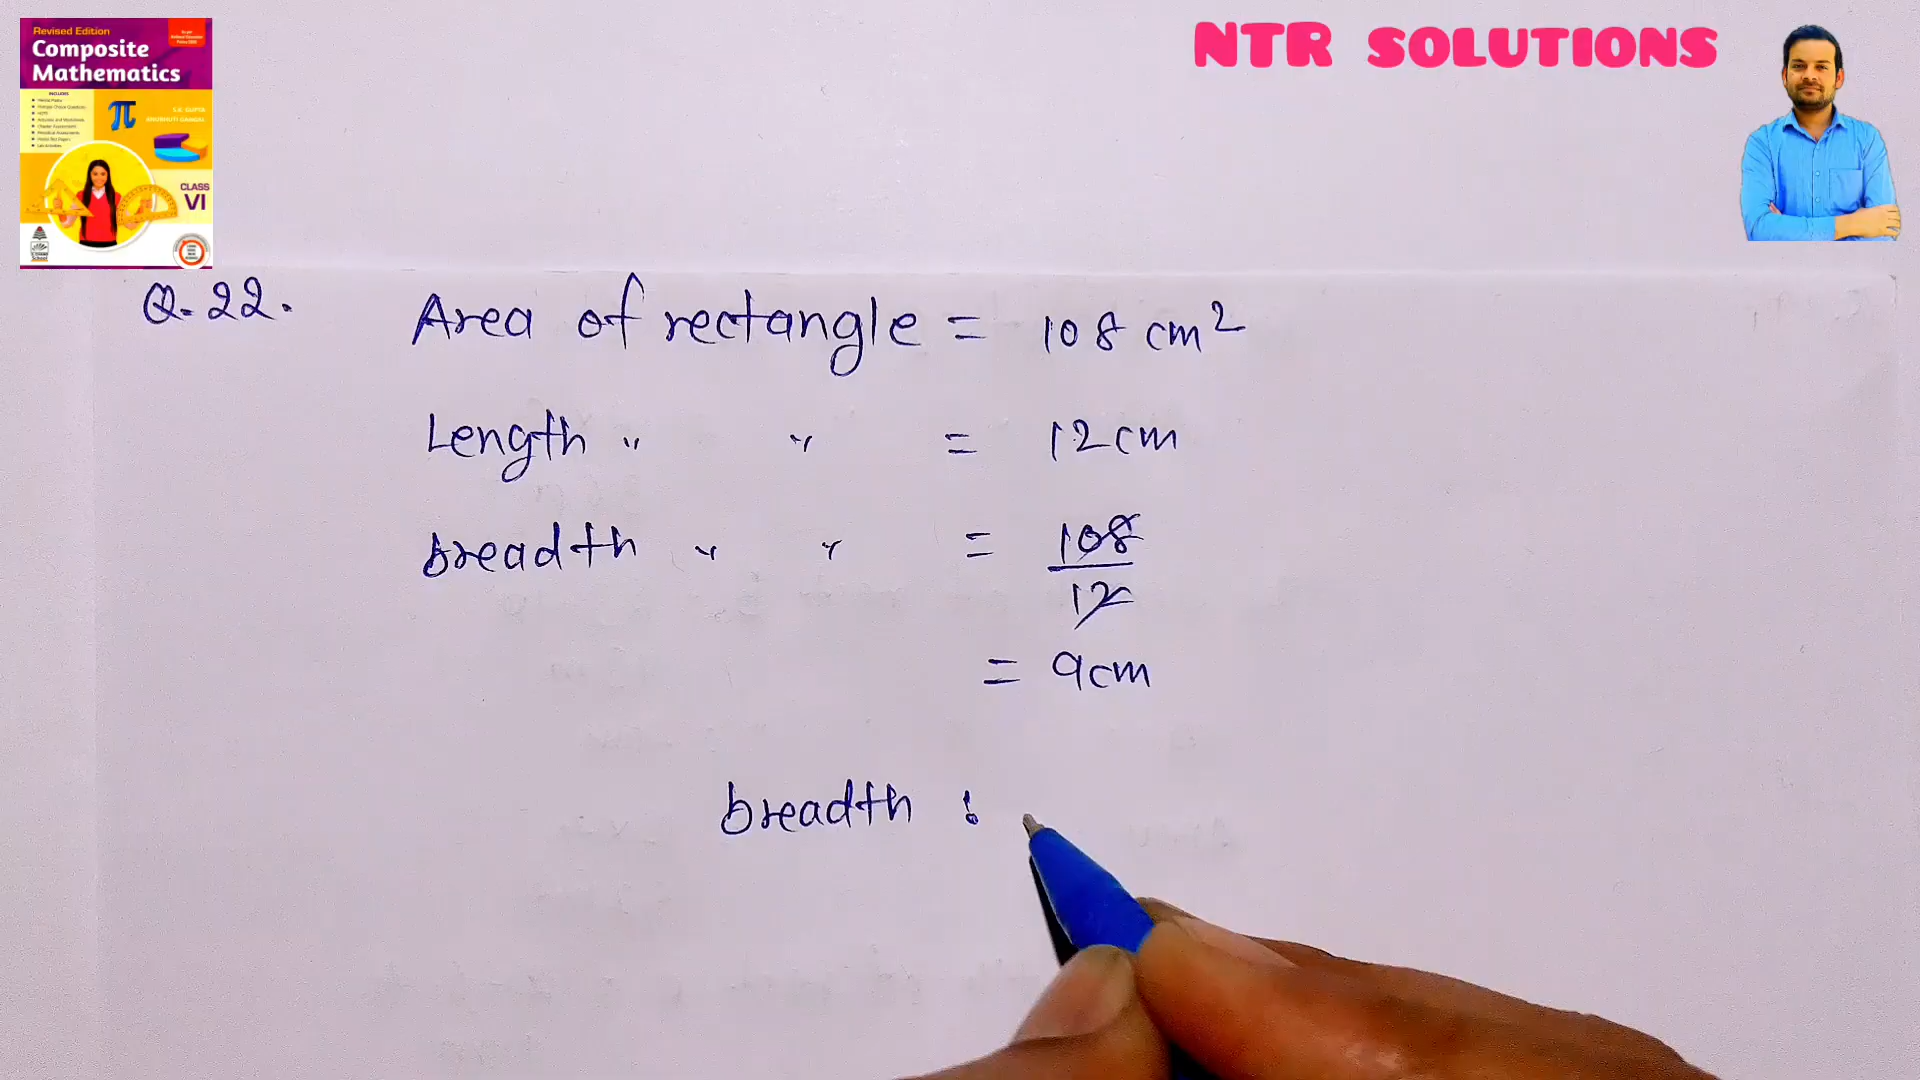 Revised Edition
Composite
Mathematics
INCLUDES
CLASS
VI
NTR SOLUTIONS
Q.22. Area of rectangle = 108 cm²
Length " " = 12cm
breadth " " = 108/12
= 9cm
breadth :